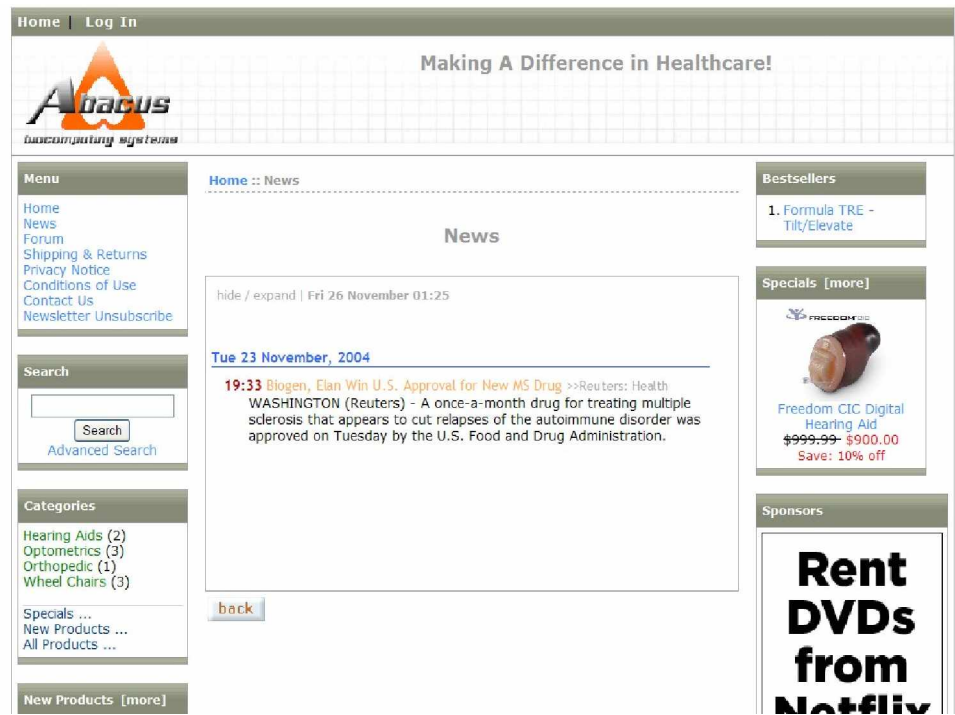 Home | Log In
Making A Difference in Healthcare!
Abacus
biocomputing systems
Menu
Home
News
Forum
Shipping & Returns
Privacy Notice
Conditions of Use
Contact Us
Newsletter Unsubscribe
Search
Search
Advanced Search
Categories
Hearing Aids (2)
Optometrics (3)
Orthopedic (1)
Wheel Chairs (3)
Specials ...
New Products ...
All Products ...
New Products [more]
Home :: News
News
hide / expand | Fri 26 November 01:25
Tue 23 November, 2004
19:33 Biogen, Elan Win U.S. Approval for New MS Drug >>Reuters: Health
WASHINGTON (Reuters) - A once-a-month drug for treating multiple
sclerosis that appears to cut relapses of the autoimmune disorder was
approved on Tuesday by the U.S. Food and Drug Administration.
back
Bestsellers
1. Formula TRE -
Tilt/Elevate
Specials [more]
FREEDOM CIC
Freedom CIC Digital
Hearing Aid
$999.99 $900.00
Save: 10% off
Sponsors
Rent
DVDs
from
Netflix